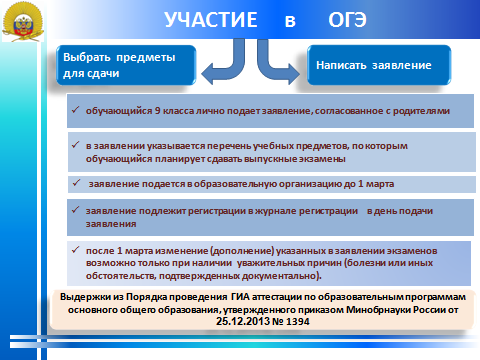 УЧАСТИЕ в ОГЭ
Выбрать предметы
для сдачи
Написать заявление
обучающийся 9 класса лично подает заявление, согласованное с родителями
в заявлении указывается перечень учебных предметов, по которым
обучающийся планирует сдавать выпускные экзамены
заявление подается в образовательную организацию до 1 марта
заявление подлежит регистрации в журнале регистрации в день подачи
заявления
после 1 марта изменение (дополнение) указанных в заявлении экзаменов
возможно только при наличии уважительных причин (болезни или иных
обстоятельств, подтвержденных документально).
Выдержки из Порядка проведения ГИА аттестации по образовательным программам
основного общего образования, утвержденного приказом Минобрнауки России от
25.12.2013 № 1394